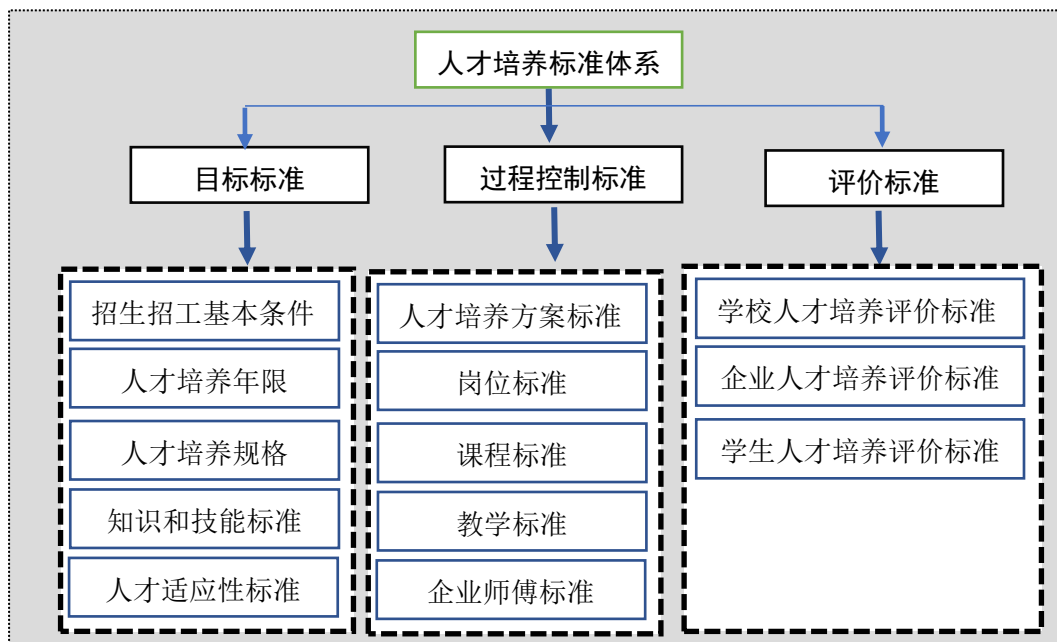 人才培养标准体系
目标标准
过程控制标准
评价标准
招生招工基本条件
人才培养年限
人才培养规格
知识和技能标准
人才适应性标准
人才培养方案标准
岗位标准
课程标准
教学标准
企业师傅标准
学校人才培养评价标准
企业人才培养评价标准
学生人才培养评价标准